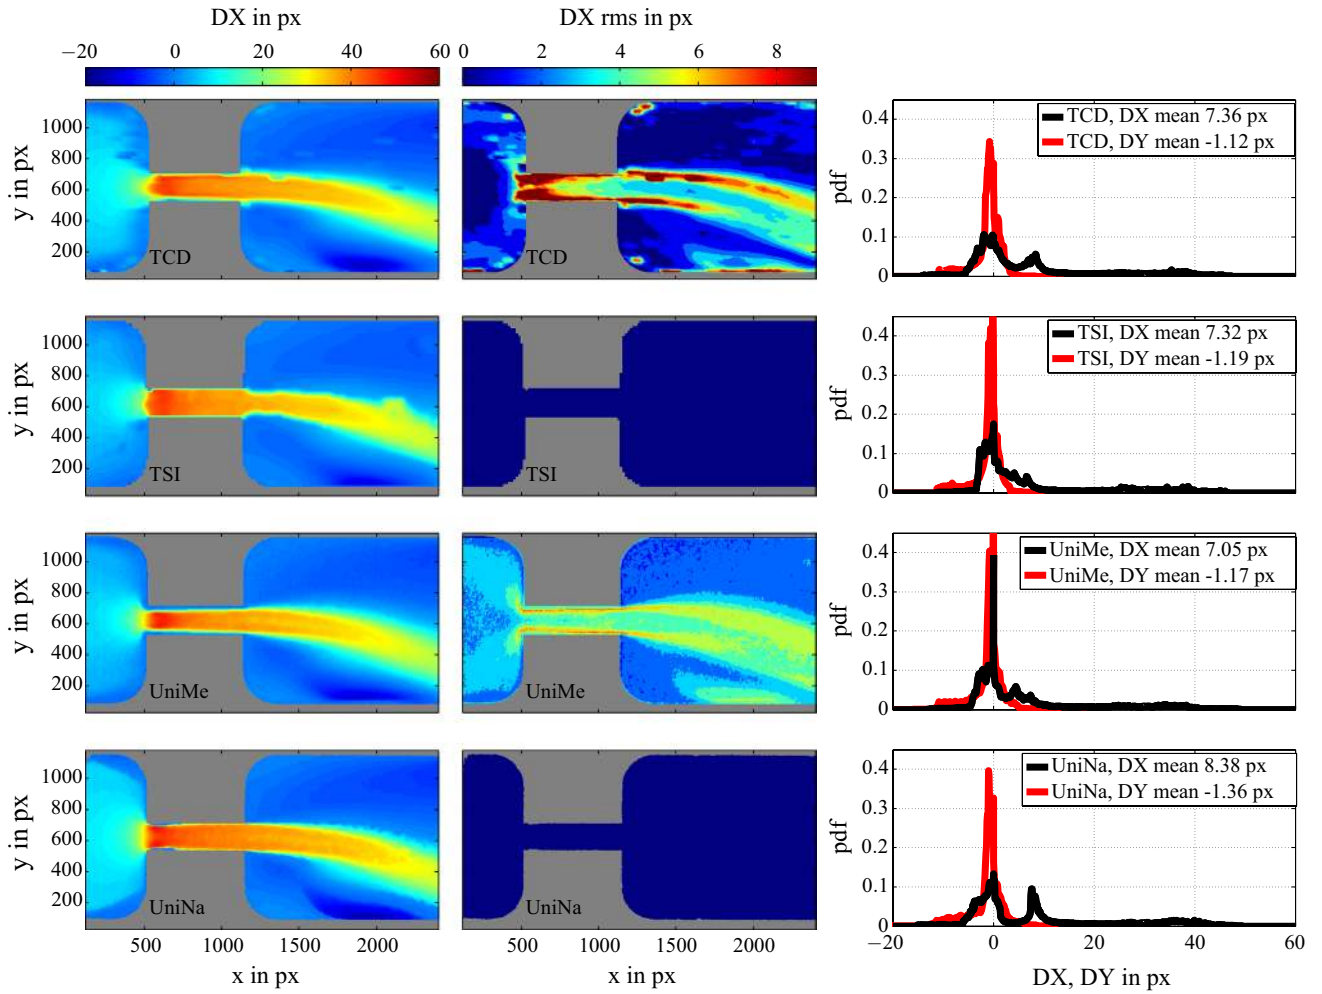 DX in px
DX rms in px
−20 0 20 40 60
0 2 4 6 8
y in px
1000
800
600
400
200
TCD
TCD
pdf
0.4
0.3
0.2
0.1
0
TCD, DX mean 7.36 px
TCD, DY mean -1.12 px
y in px
1000
800
600
400
200
TSI
TSI
pdf
0.4
0.3
0.2
0.1
0
TSI, DX mean 7.32 px
TSI, DY mean -1.19 px
y in px
1000
800
600
400
200
UniMe
UniMe
pdf
0.4
0.3
0.2
0.1
0
UniMe, DX mean 7.05 px
UniMe, DY mean -1.17 px
y in px
1000
800
600
400
200
UniNa
UniNa
pdf
0.4
0.3
0.2
0.1
0
UniNa, DX mean 8.38 px
UniNa, DY mean -1.36 px
500 1000 1500 2000
500 1000 1500 2000
−20 0 20 40 60
x in px
x in px
DX, DY in px